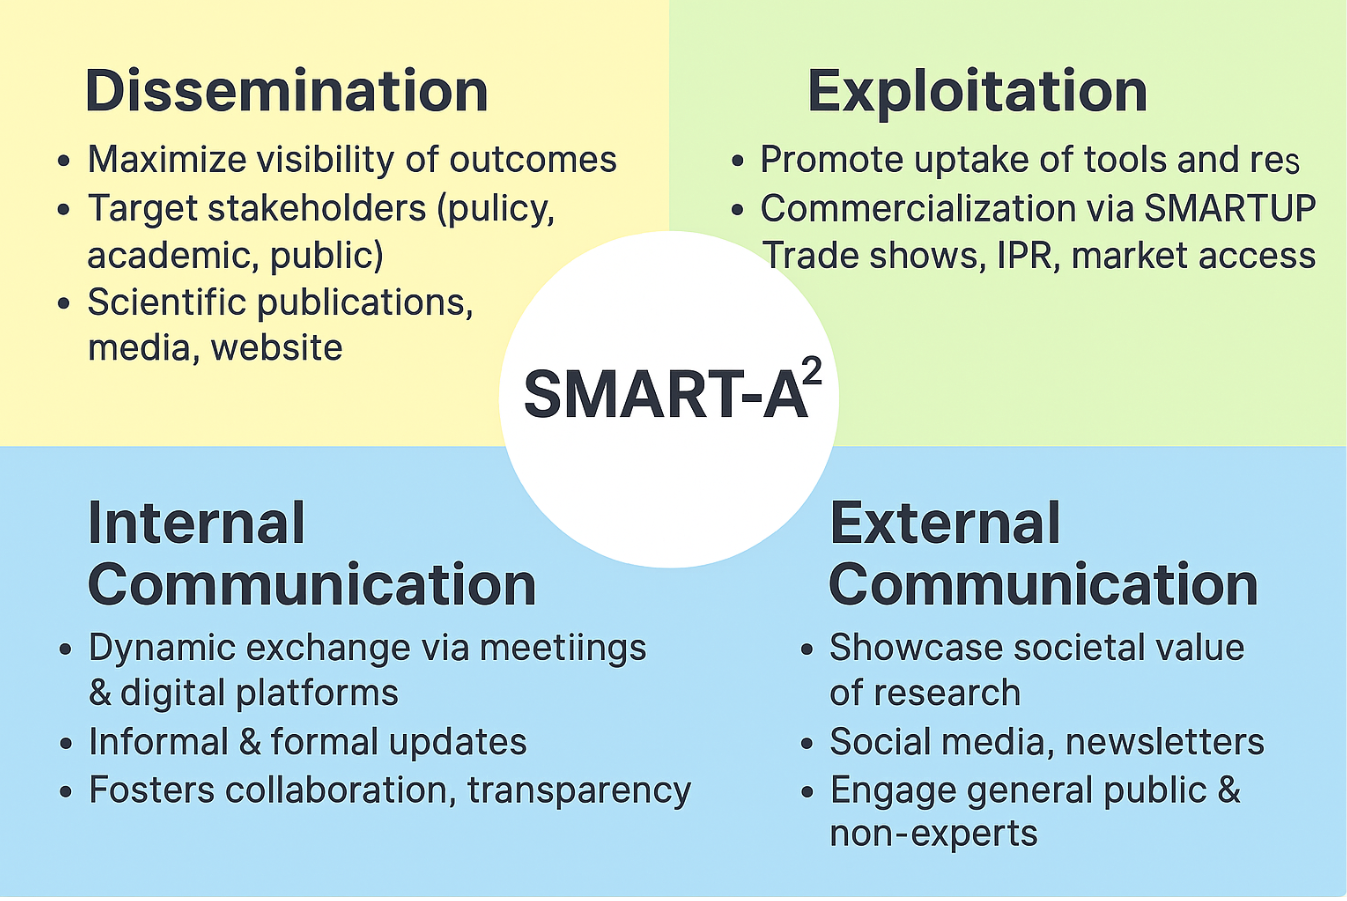 Dissemination
• Maximize visibility of outcomes
• Target stakeholders (pulicy,
academic, public)
• Scientific publications,
media, website
Exploitation
• Promote uptake of tools and res
• Commercialization via SMARTUP
Trade shows, IPR, market access
SMART-A²
Internal
Communication
• Dynamic exchange via meetiings
& digital platforms
• Informal & formal updates
• Fosters collaboration, transparency
External
Communication
• Showcase societal value
of research
• Social media, newsletters
• Engage general public &
non-experts